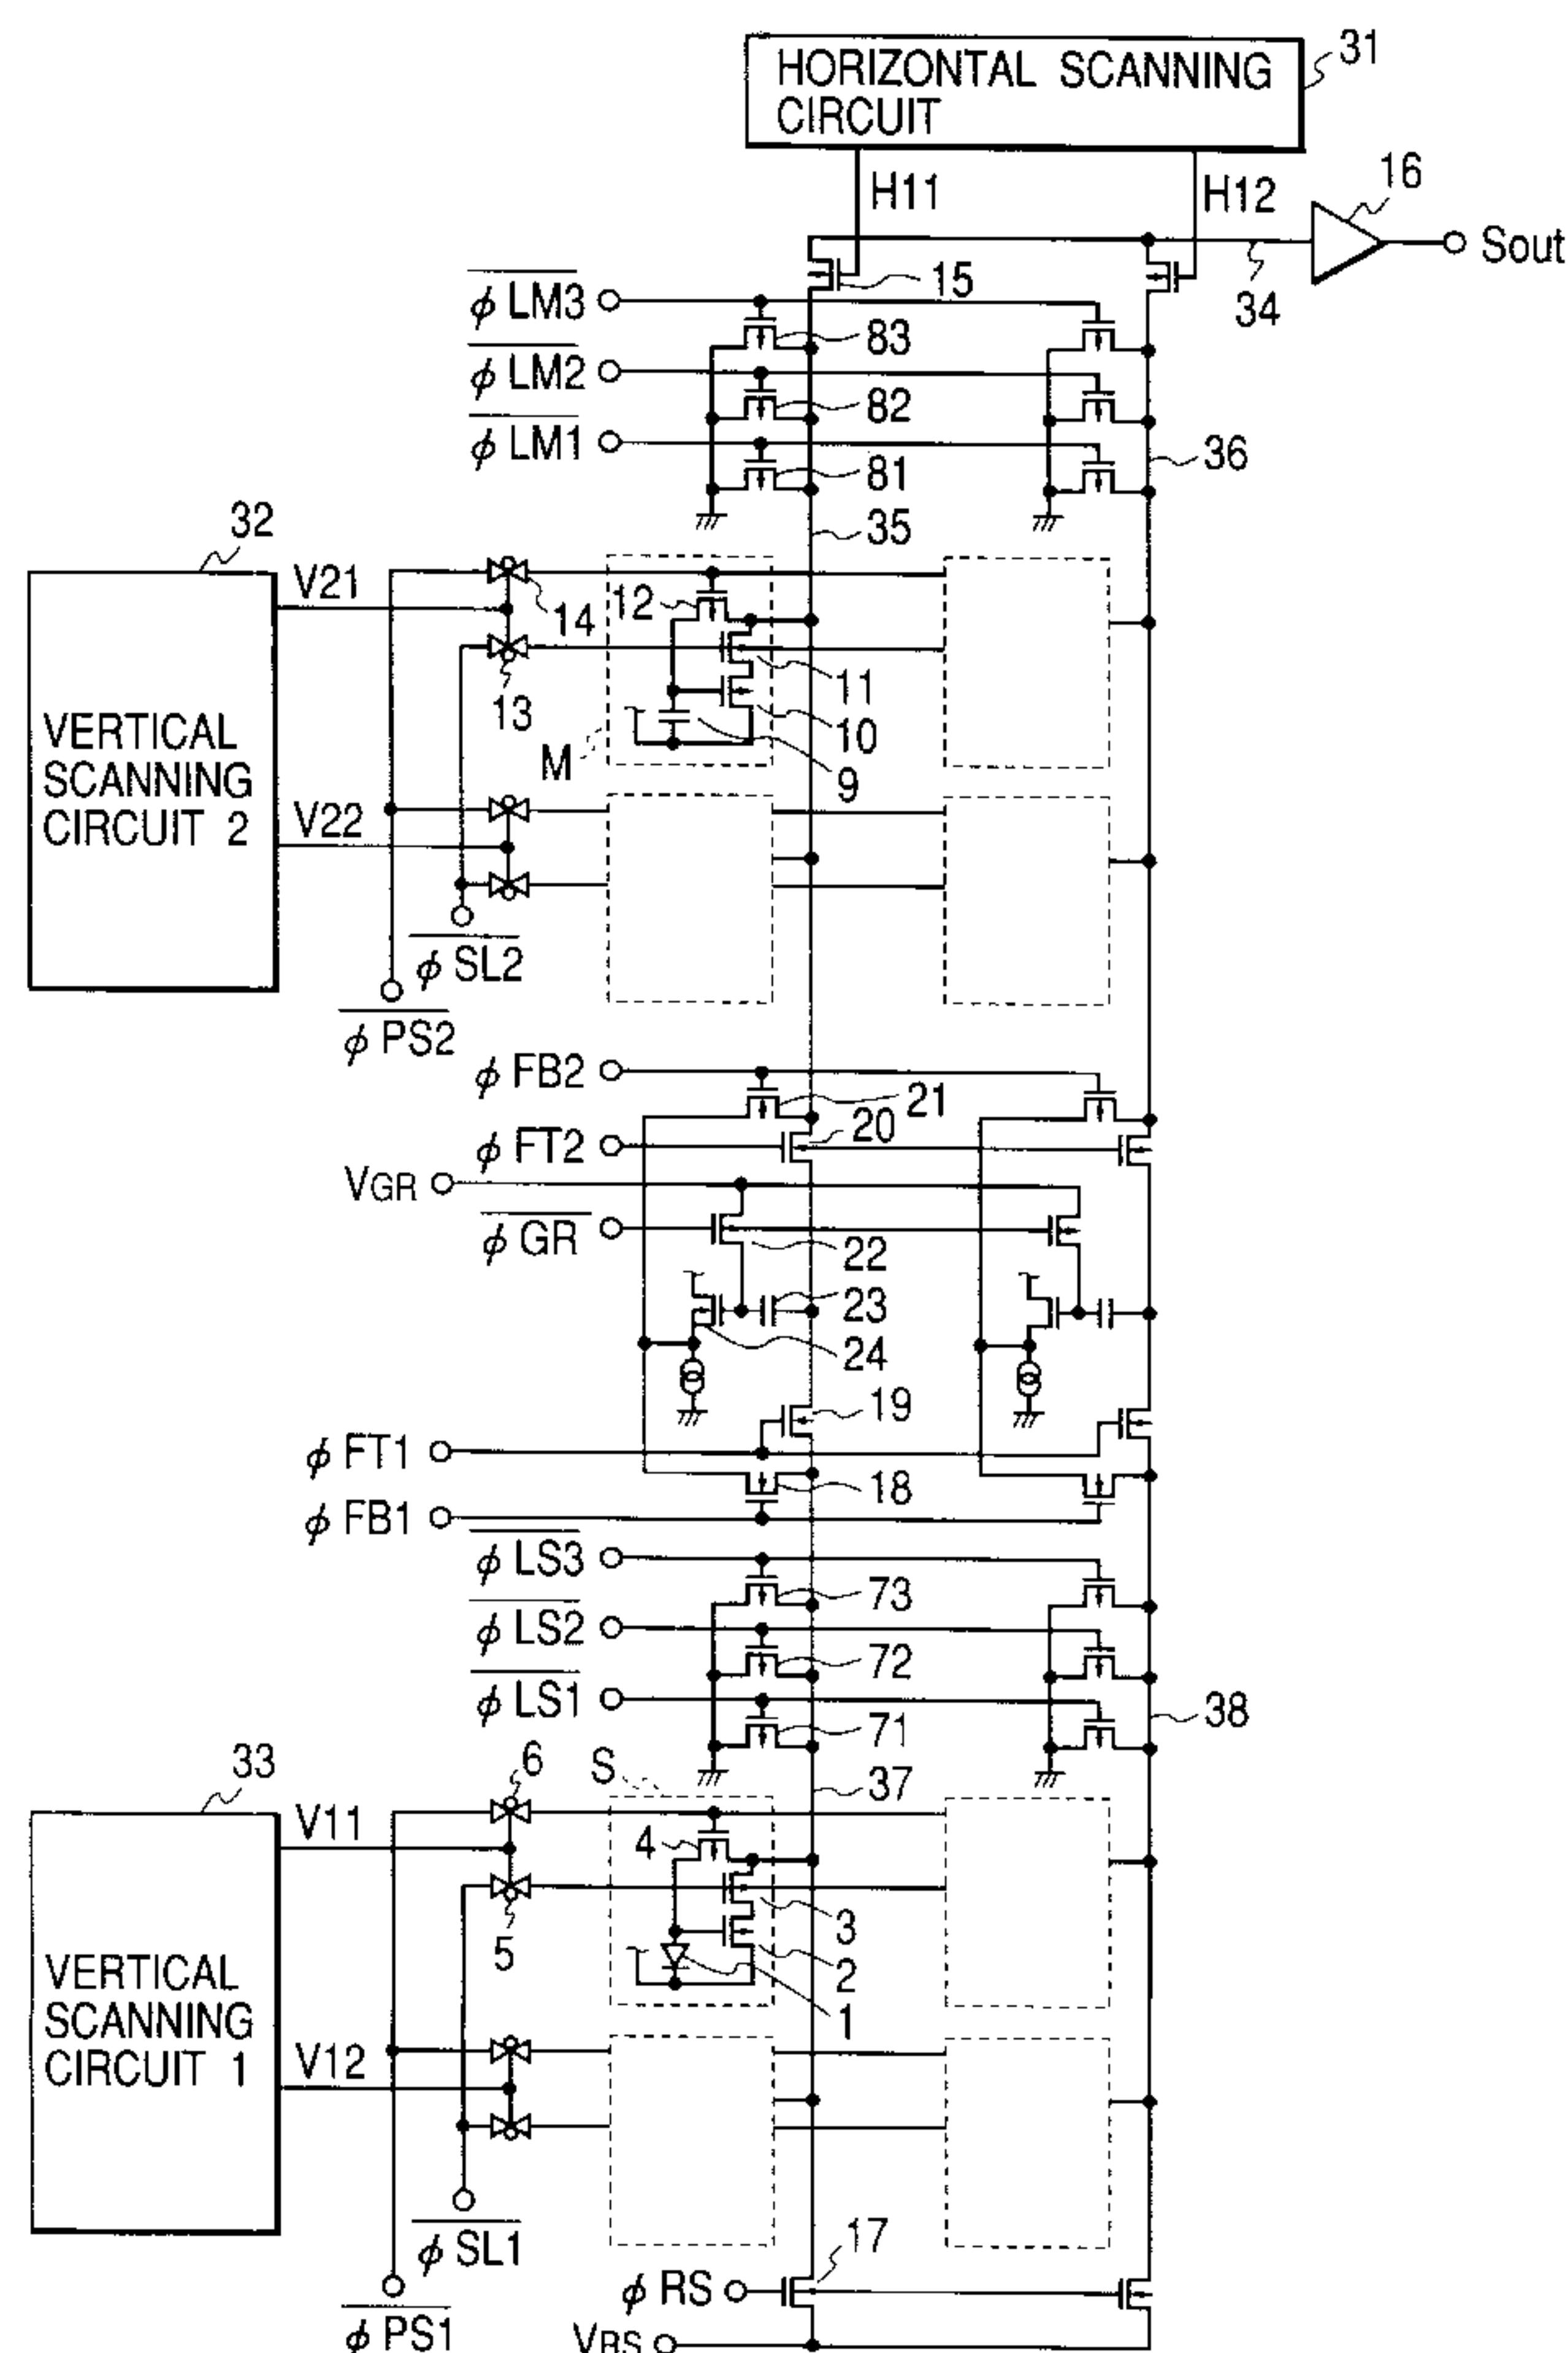 HORIZONTAL SCANNING
CIRCUIT
31
H11
H12
16
Sout
34
15
φ LM3
83
φ LM2
82
φ LM1
81
36
35
32
V21
14
12
13
11
10
M
9
VERTICAL
SCANNING
CIRCUIT 2
V22
φ SL2
φ PS2
φ FB2
21
20
φ FT2
VGR
φ GR
22
23
24
19
φ FT1
18
φ FB1
φ LS3
73
φ LS2
72
φ LS1
71
38
37
33
6
S
V11
4
5
3
2
1
VERTICAL
SCANNING
CIRCUIT 1
V12
φ SL1
17
φ RS
φ PS1
VRS